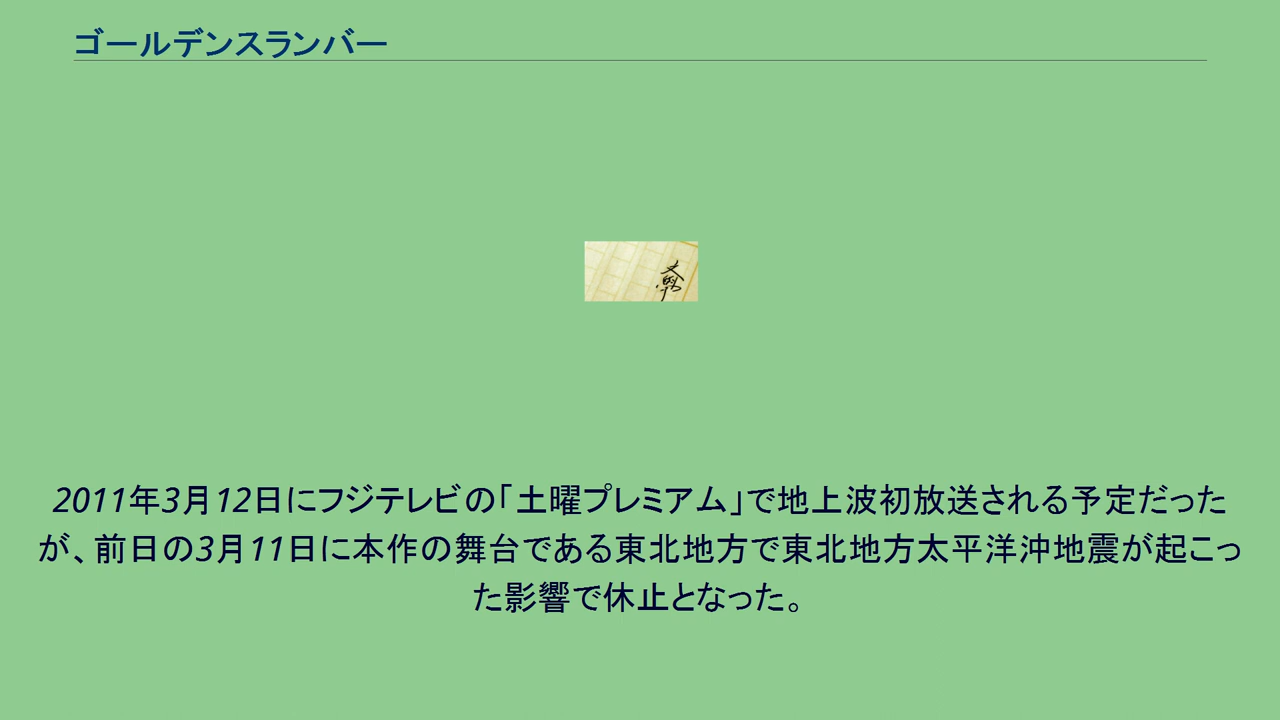 ゴールデンスランバー
2011年3月12日にフジテレビの「土曜プレミアム」で地上波初放送される予定だった
が、前日の3月11日に本作の舞台である東北地方で東北地方太平洋沖地震が起こっ
た影響で休止となった。